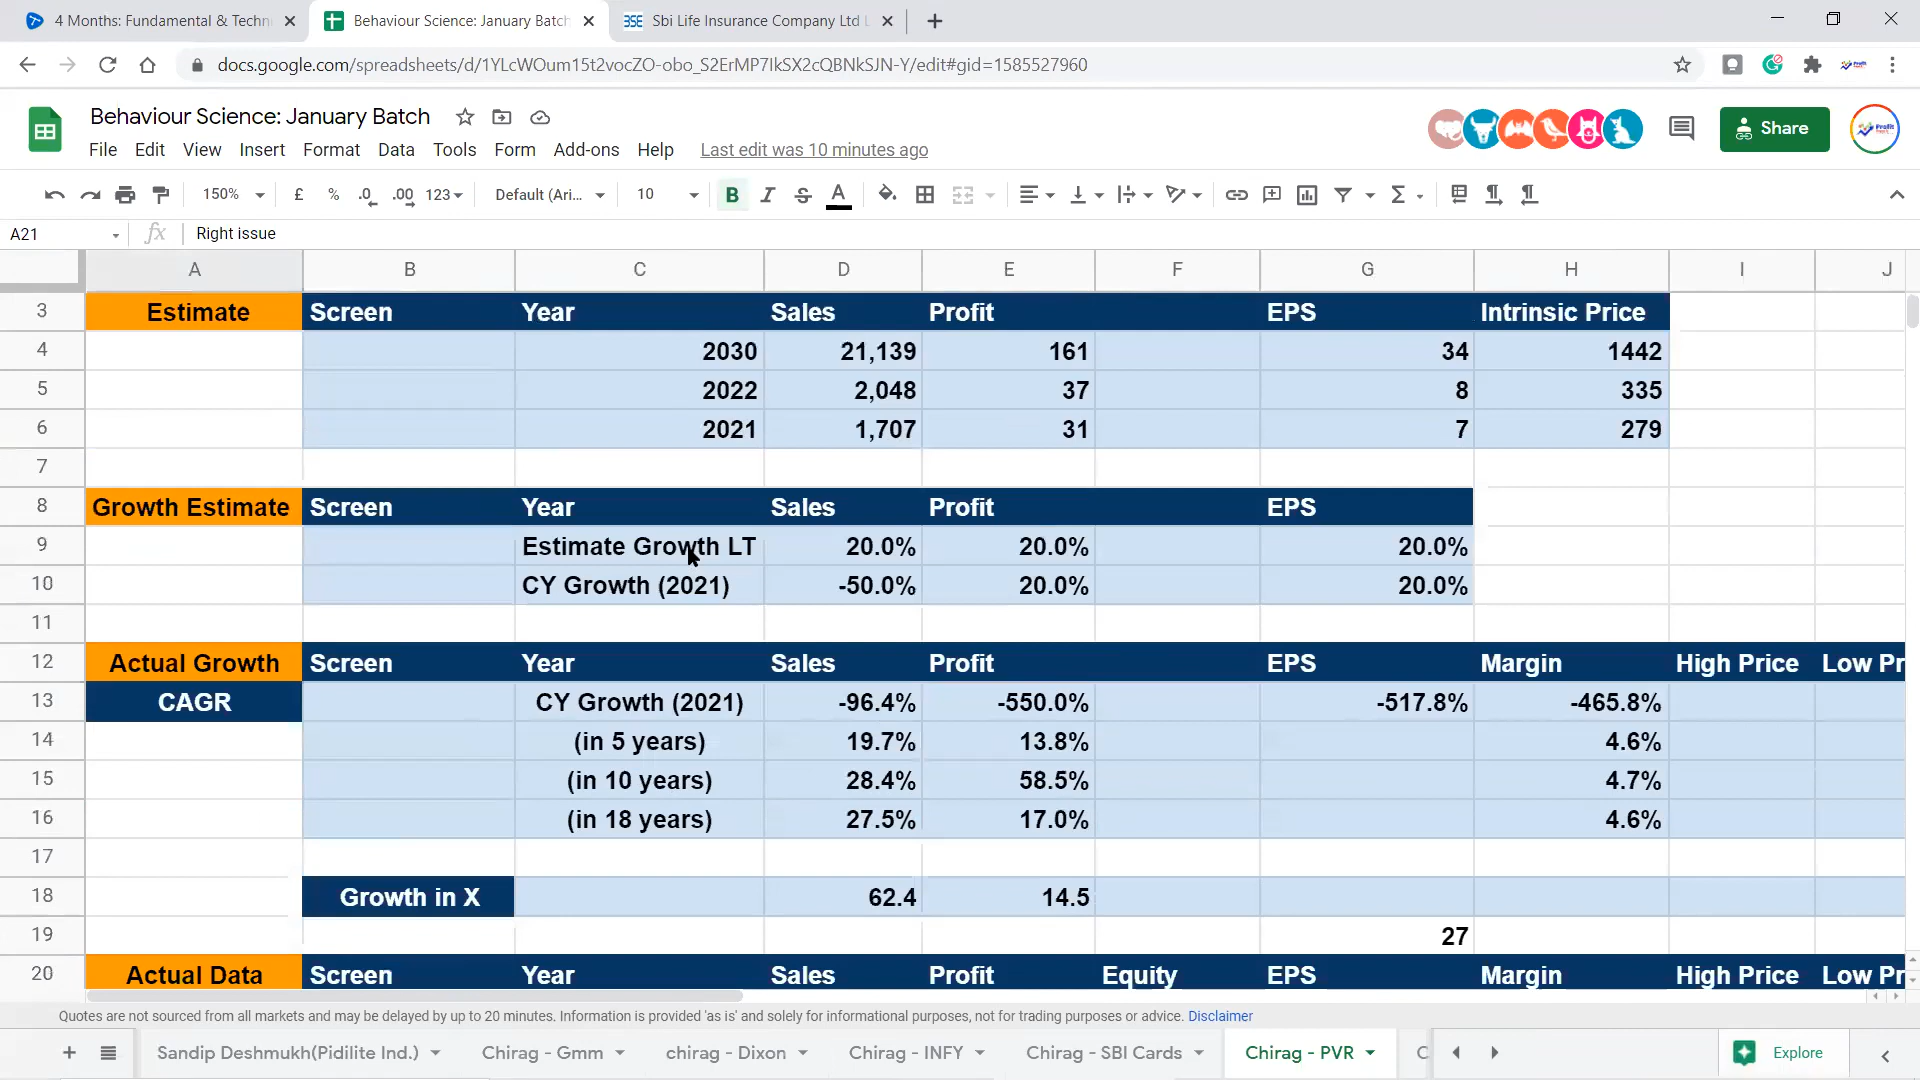 4 Months: Fundamental & Techn
Behaviour Science: January Batch
Sbi Life Insurance Company Ltd L
docs.google.com/spreadsheets/d/1YLcWOum15t2vocZO-obo_S2ErMP7IkSX2cQBNkSJN-Y/edit#gid=1585527960
Behaviour Science: January Batch
File Edit View Insert Format Data Tools Form Add-ons Help Last edit was 10 minutes ago
Share
150% £ % .0 .00 123 Default (Ari... 10 B I S A
A21 fx Right issue
A B C D E F G H I J
3 Estimate Screen Year Sales Profit EPS Intrinsic Price
4 2030 21,139 161 34 1442
5 2022 2,048 37 8 335
6 2021 1,707 31 7 279
7
8 Growth Estimate Screen Year Sales Profit EPS
9 Estimate Growth LT 20.0% 20.0% 20.0%
10 CY Growth (2021) -50.0% 20.0% 20.0%
11
12 Actual Growth Screen Year Sales Profit EPS Margin High Price Low Pr
13 CAGR CY Growth (2021) -96.4% -550.0% -517.8% -465.8%
14 (in 5 years) 19.7% 13.8% 4.6%
15 (in 10 years) 28.4% 58.5% 4.7%
16 (in 18 years) 27.5% 17.0% 4.6%
17
18 Growth in X 62.4 14.5
19 27
20 Actual Data Screen Year Sales Profit Equity EPS Margin High Price Low Pr
Quotes are not sourced from all markets and may be delayed by up to 20 minutes. Information is provided 'as is' and solely for informational purposes, not for trading purposes or advice. Disclaimer
Sandip Deshmukh(Pidilite Ind.) Chirag - Gmm chirag - Dixon Chirag - INFY Chirag - SBI Cards Chirag - PVR C Explore